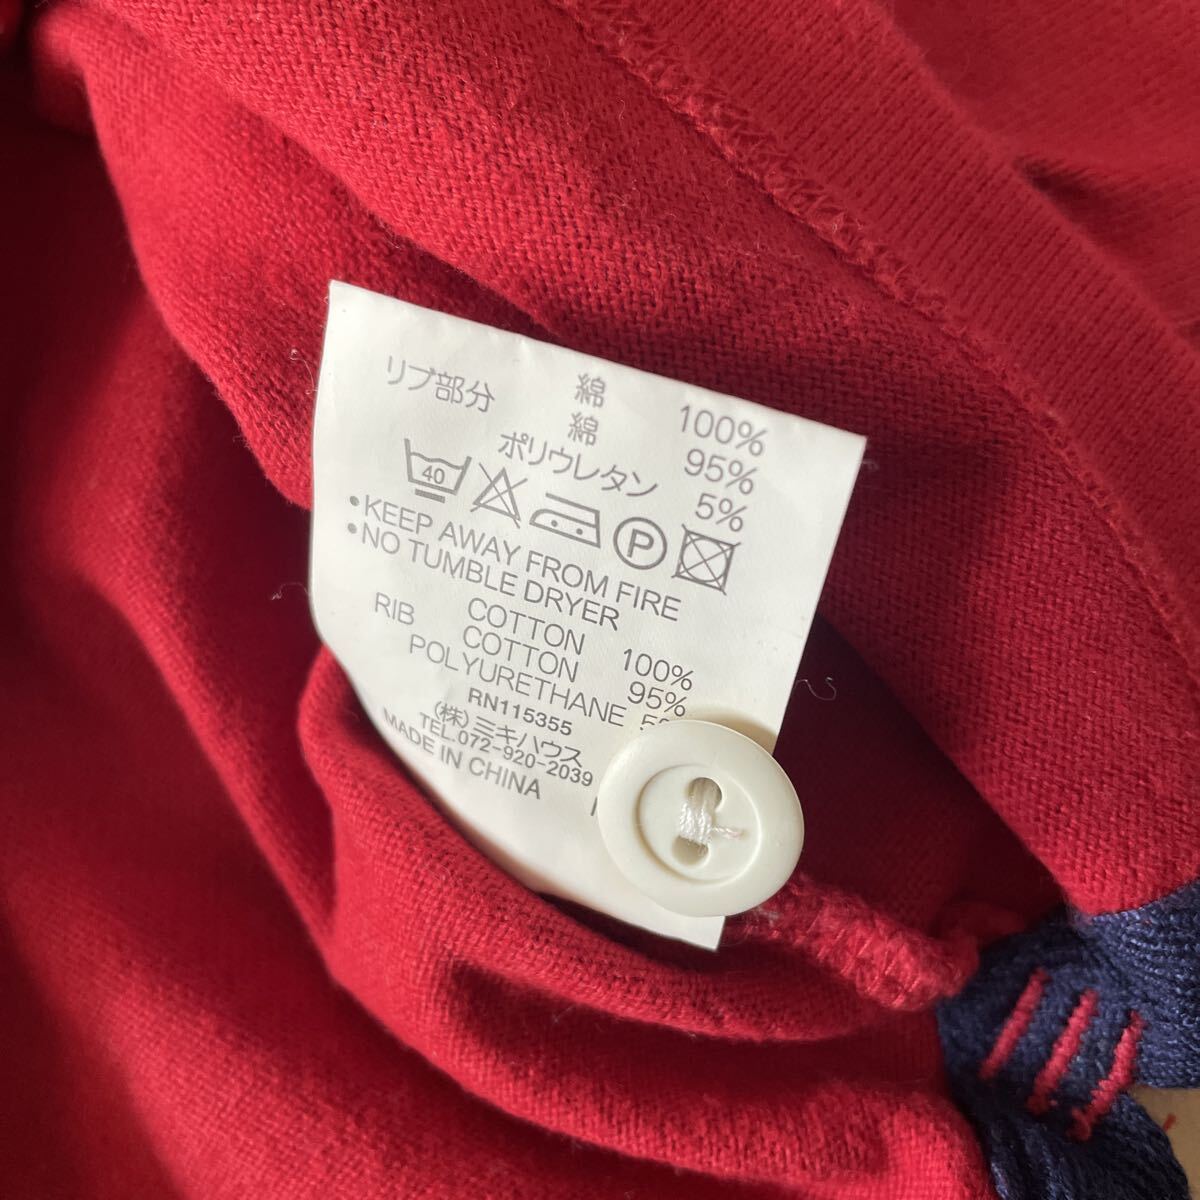 綿 100%
リブ部分 綿 95%
ポリウレタン 5%
40 P
•KEEP AWAY FROM FIRE
•NO TUMBLE DRYER
COTTON 100%
RIB COTTON 95%
POLYURETHANE
RN115355
(株)ミキハウス
TEL.072-920-2039
MADE IN CHINA